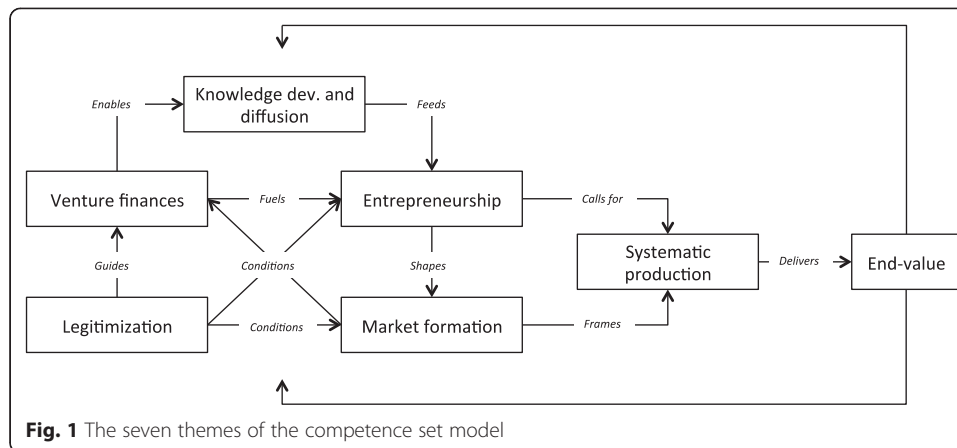 Knowledge dev. and
diffusion
Enables
Feeds
Venture finances
Fuels
Entrepreneurship
Calls for
Systematic
production
Delivers
End-value
Guides
Conditions
Shapes
Legitimization
Conditions
Market formation
Frames
Fig. 1 The seven themes of the competence set model